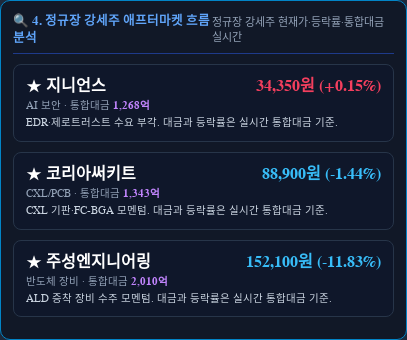 🔍 4.정규장 강세주 애프터마켓 흐름 분석
정규장 강세주 현재가·등락률·통합대금 실시간
★ 지니언스 34,350원 (+0.15%)
AI 보안 · 통합대금 1,268억
EDR·제로트러스트 수요 부각. 대금과 등락률은 실시간 통합대금 기준.
★ 코리아써키트 88,900원 (-1.44%)
CXL/PCB · 통합대금 1,343억
CXL 기판·FC-BGA 모멘텀. 대금과 등락률은 실시간 통합대금 기준.
★ 주성엔지니어링 152,100원 (-11.83%)
반도체 장비 · 통합대금 2,010억
ALD 증착 장비 수주 모멘텀. 대금과 등락률은 실시간 통합대금 기준.